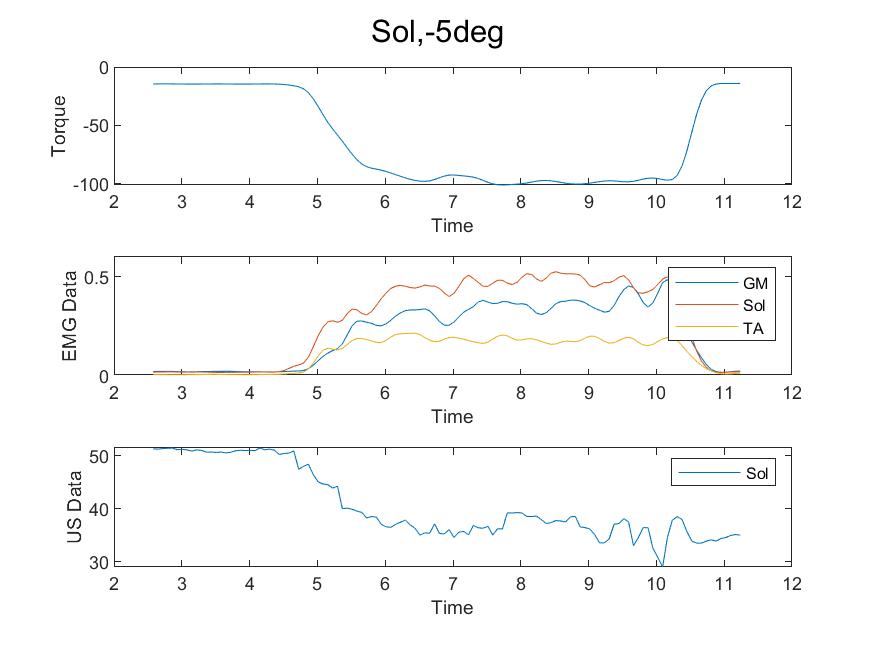 Sol,-5deg
0
-50
-100
Torque
2 3 4 5 6 7 8 9 10 11 12
Time
0.5
0
EMG Data
GM
Sol
TA
2 3 4 5 6 7 8 9 10 11 12
Time
50
40
30
US Data
Sol
2 3 4 5 6 7 8 9 10 11 12
Time